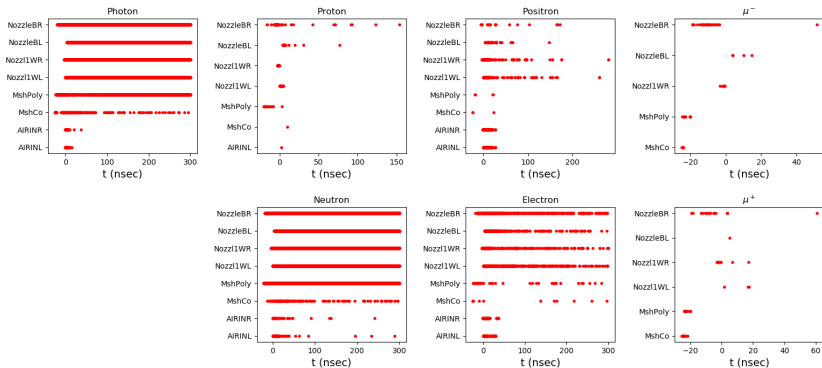 Photon
NozzleBR
NozzleBL
Nozzl1WR
Nozzl1WL
MshPoly
MshCo
AIRINR
AIRINL
0 100 200 300
t (nsec)
Proton
NozzleBR
NozzleBL
Nozzl1WR
Nozzl1WL
MshPoly
MshCo
AIRINL
0 50 100 150
t (nsec)
Positron
NozzleBR
NozzleBL
Nozzl1WR
Nozzl1WL
MshPoly
MshCo
AIRINR
AIRINL
0 100 200
t (nsec)
μ⁻
NozzleBR
NozzleBL
Nozzl1WR
MshPoly
MshCo
−20 0 20 40
t (nsec)
Neutron
NozzleBR
NozzleBL
Nozzl1WR
Nozzl1WL
MshPoly
MshCo
AIRINR
AIRINL
0 100 200 300
t (nsec)
Electron
NozzleBR
NozzleBL
Nozzl1WR
Nozzl1WL
MshPoly
MshCo
AIRINR
AIRINL
0 100 200 300
t (nsec)
μ⁺
NozzleBR
NozzleBL
Nozzl1WR
Nozzl1WL
MshPoly
MshCo
−20 0 20 40 60
t (nsec)